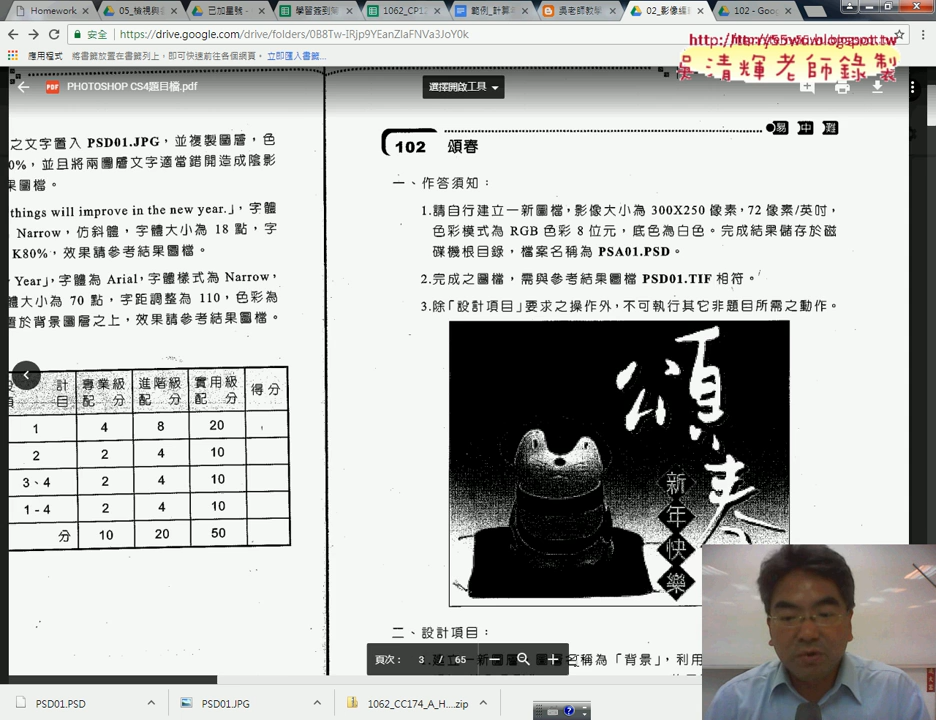 Homework
05_檢視與
已加星號 -
學習簽到簿
1062_CP1
範例_計算
吳老師教學
02_影像編
102 - Goo
安全
https://drive.google.com/drive/folders/0B8Tw-IRjp9YEanZlaFNVa3JoY0k
應用程式
將書籤放置在書籤列上，即可快速前往各個網頁。
立即匯入書籤...
吳清輝老師錄製
PHOTOSHOP CS4題目檔.pdf
選擇開啟工具
之文字置入 PSD01.JPG，並複製圖層，色
0%，並且將兩圖層文字適當錯開造成陰影
果圖檔。
things will improve in the new year.」，字體
Narrow，仿斜體，字體大小為 18 點，字
K80%，效果請參考結果圖檔。
Year」，字體為 Arial，字體樣式為 Narrow，
體大小為 70 點，字距調整為 110，色彩為
置於背景圖層之上，效果請參考結果圖檔。
設 計 項 目 專業級 配 分 進階級 配 分 實用級 配 分 得分
1 4 8 20
2 2 4 10
3、4 2 4 10
1-4 2 4 10
分 10 20 50
易 中 難
102 頌春
一、作答須知：
1.請自行建立一新圖檔，影像大小為 300X250 像素，72 像素/英吋，
色彩模式為 RGB 色彩 8 位元，底色為白色。完成結果儲存於磁
碟機根目錄，檔案名稱為 PSA01.PSD。
2.完成之圖檔，需與參考結果圖檔 PSD01.TIF 相符。
3.除「設計項目」要求之操作外，不可執行其它非題目所需之動作。
頌春
新年快樂
二、設計項目：
1.建立一新圖層，圖層名稱為「背景」，利用
頁次： 3 / 65
PSD01.PSD
PSD01.JPG
1062_CC174_A_H....zip